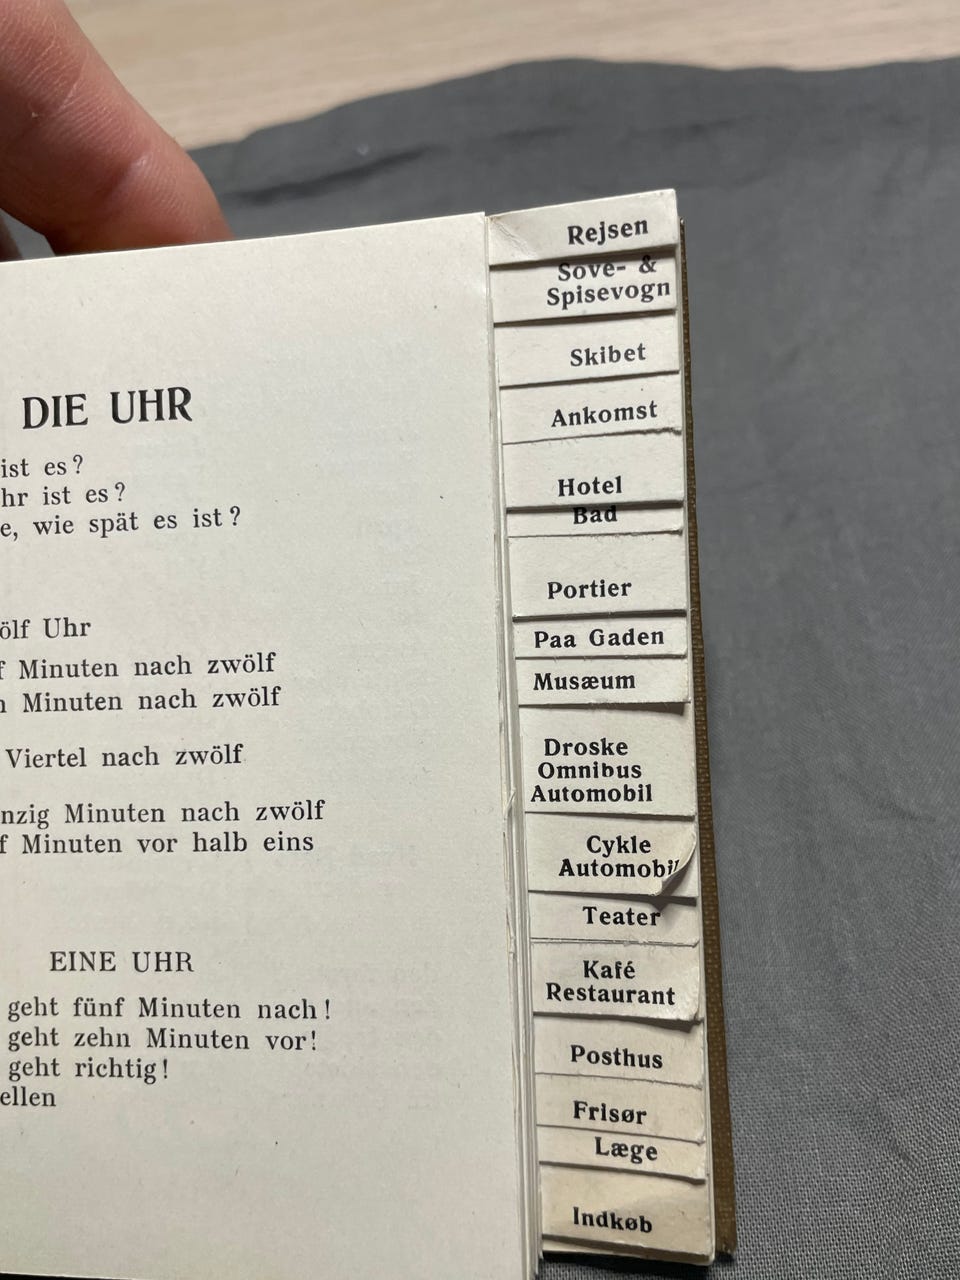 DIE UHR
ist es?
hr ist es?
e, wie spät es ist?
ölf Uhr
f Minuten nach zwölf
n Minuten nach zwölf
Viertel nach zwölf
nzig Minuten nach zwölf
f Minuten vor halb eins
EINE UHR
geht fünf Minuten nach!
geht zehn Minuten vor!
geht richtig!
ellen
Rejsen
Sove- &
Spisevogn
Skibet
Ankomst
Hotel
Bad
Portier
Paa Gaden
Musæum
Droske
Omnibus
Automobil
Cykle
Automobil
Teater
Kafé
Restaurant
Posthus
Frisør
Læge
Indkøb